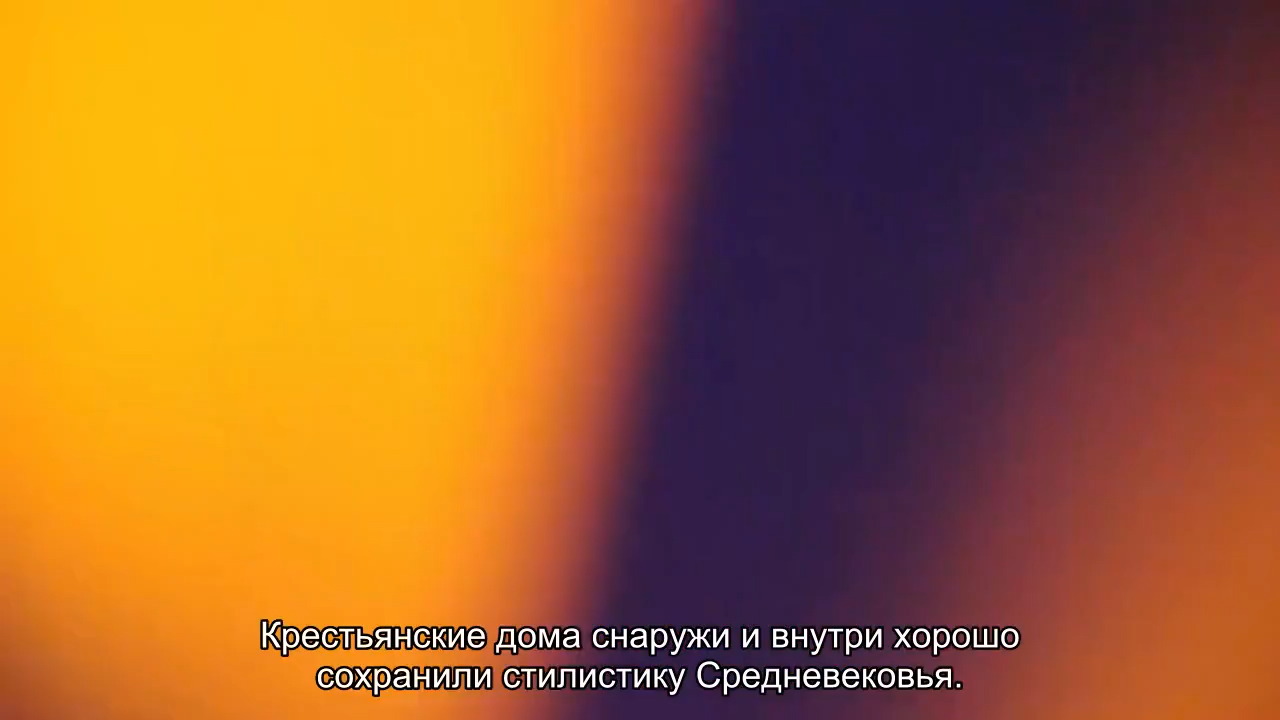 Крестьянские дома снаружи и внутри хорошо
сохранили стилистику Средневековья.